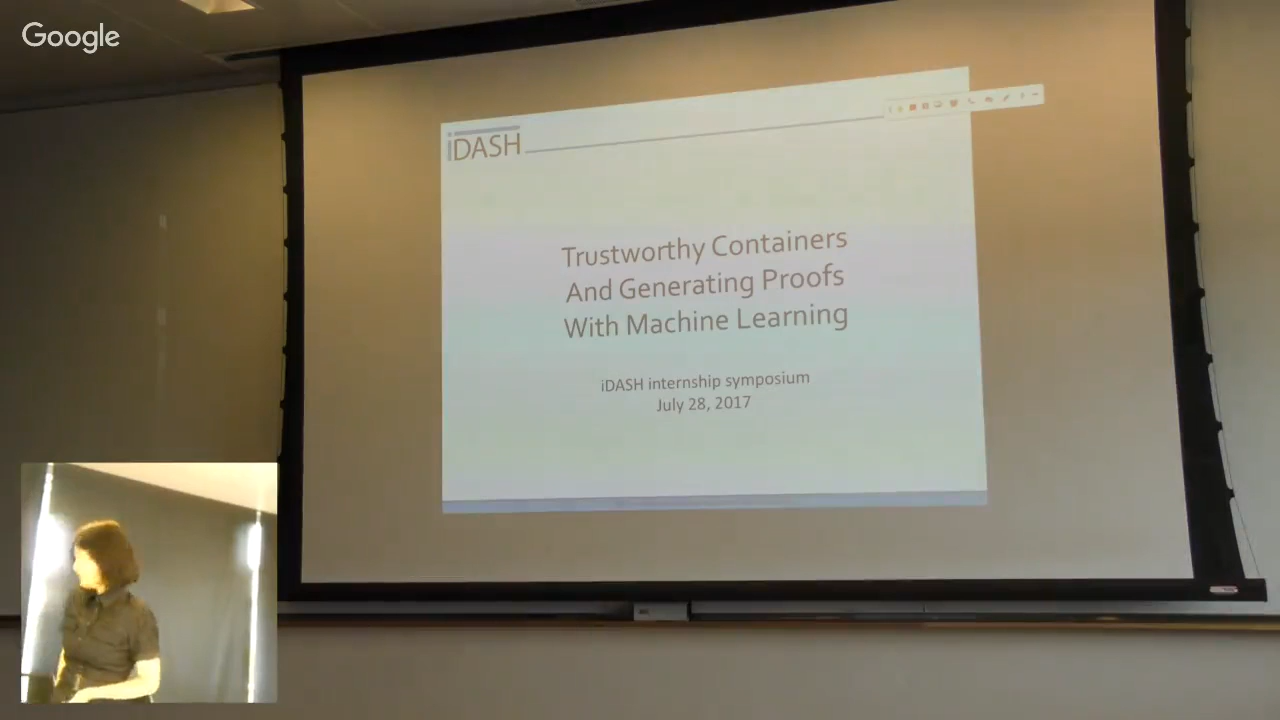 Google
iDASH
Trustworthy Containers
And Generating Proofs
With Machine Learning
iDASH internship symposium
July 28, 2017